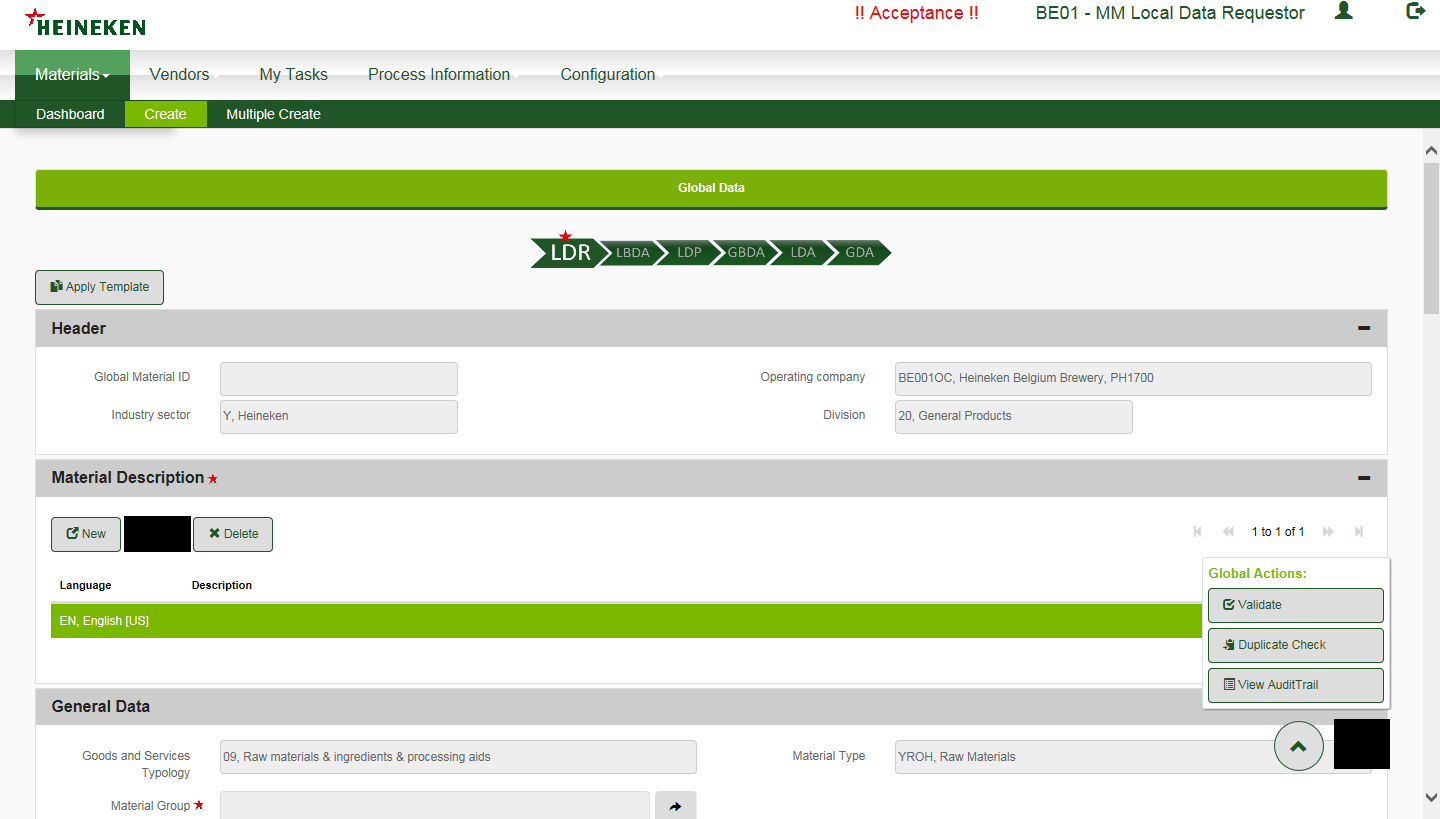 HEINEKEN
!! Acceptance !!
BE01 - MM Local Data Requestor
Materials
Vendors
My Tasks
Process Information
Configuration
Dashboard
Create
Multiple Create
Global Data
LDR
LBDA
LDP
GBDA
LDA
GDA
Apply Template
Header
Global Material ID
Operating company
BE001OC, Heineken Belgium Brewery, PH1700
Industry sector
Y, Heineken
Division
20, General Products
Material Description
New
Delete
1 to 1 of 1
Language
Description
EN, English [US]
Global Actions:
Validate
Duplicate Check
View AuditTrail
General Data
Goods and Services
Typology
09, Raw materials & ingredients & processing aids
Material Type
YROH, Raw Materials
Material Group